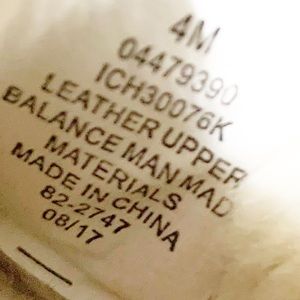 4M
04479390
ICH30076K
LEATHER UPPER
BALANCE MAN MAD
MATERIALS
MADE IN CHINA
82-2747
08/17